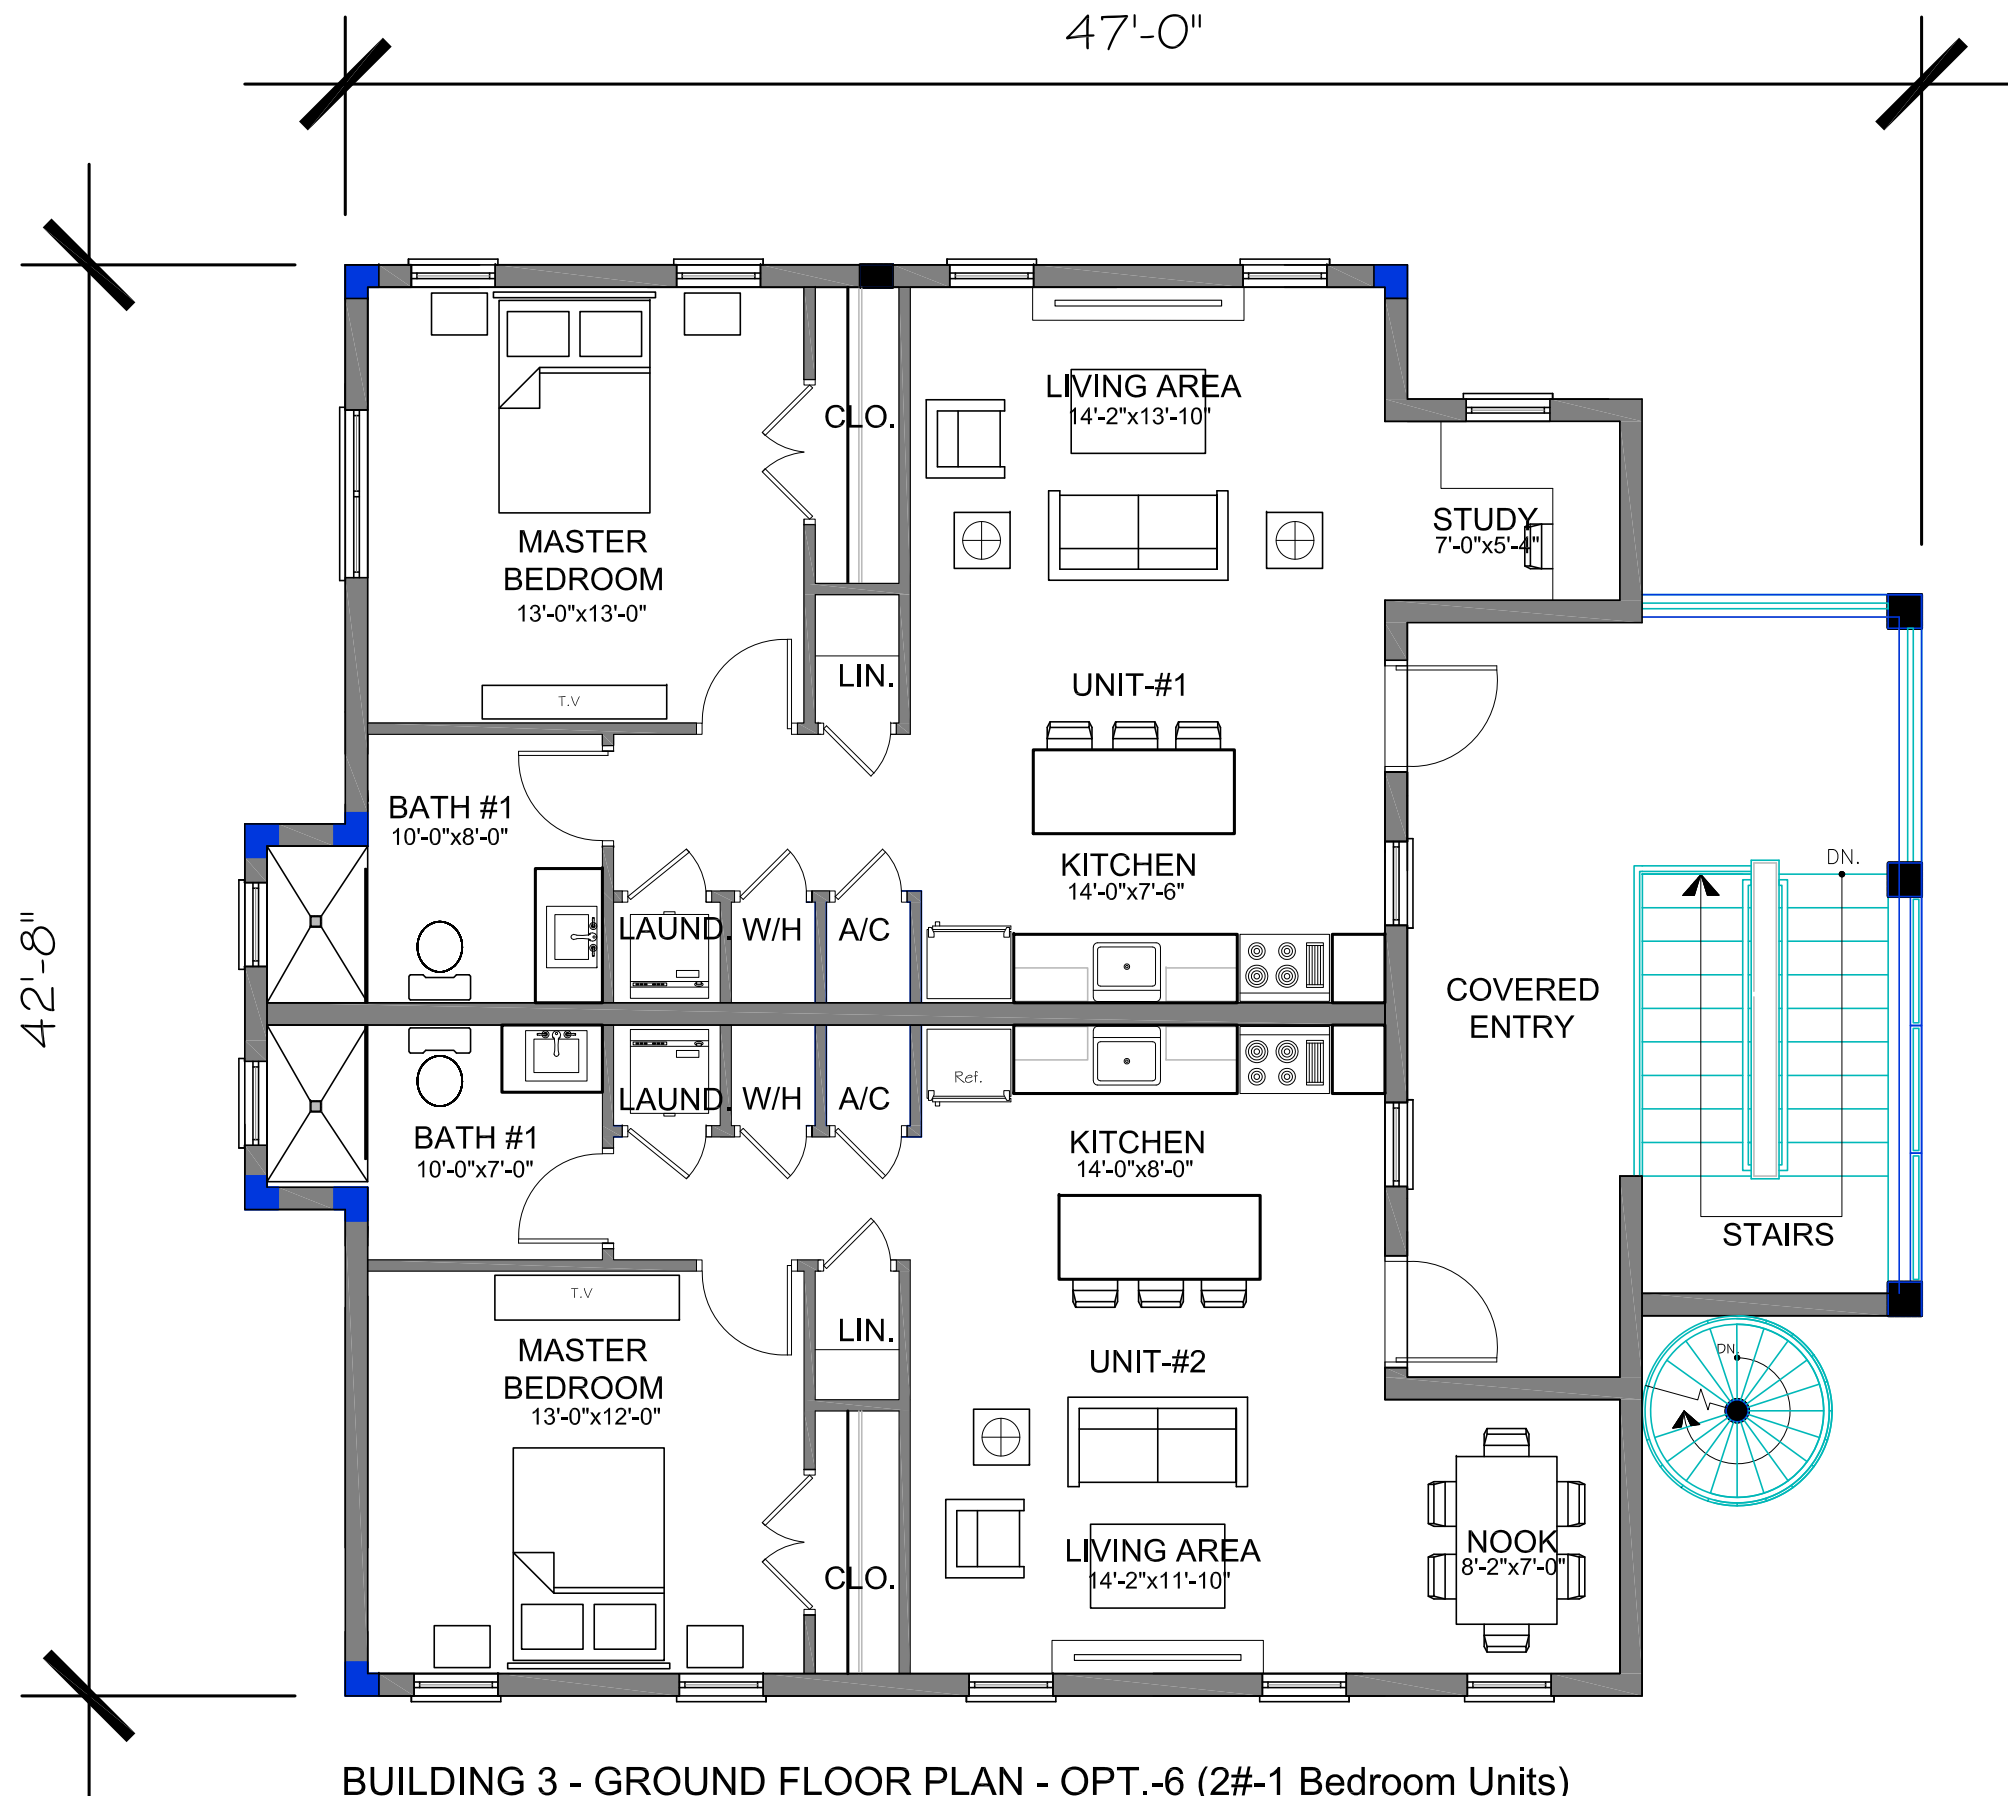 47'-0"
42'-8"
LIVING AREA
14'-2"x13'-10"
CLO.
STUDY
7'-0"x5'-4"
MASTER
BEDROOM
13'-0"x13'-0"
LIN.
UNIT-#1
T.V
BATH #1
10'-0"x8'-0"
KITCHEN
14'-0"x7'-6"
DN.
LAUND.
W/H
A/C
COVERED
ENTRY
Ref.
LAUND.
W/H
A/C
BATH #1
10'-0"x7'-0"
KITCHEN
14'-0"x8'-0"
STAIRS
T.V
LIN.
MASTER
BEDROOM
13'-0"x12'-0"
UNIT-#2
DN.
NOOK
8'-2"x7'-0"
LIVING AREA
14'-2"x11'-10"
CLO.
BUILDING 3 - GROUND FLOOR PLAN - OPT.-6 (2#-1 Bedroom Units)